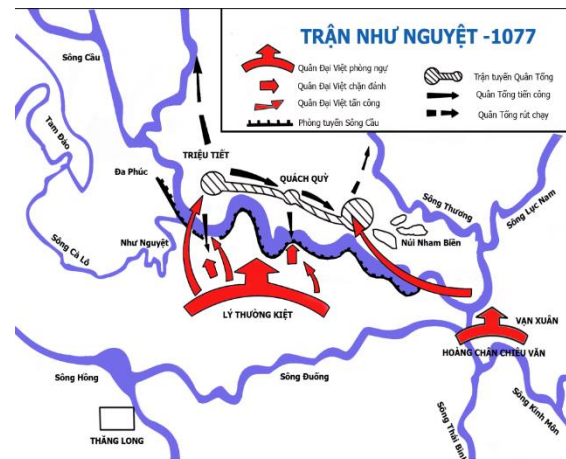 TRẬN NHƯ NGUYỆT -1077
Quân Đại Việt phòng ngự
Quân Đại Việt chặn đánh
Quân Đại Việt tấn công
Phòng tuyến Sông Cầu
Trận tuyến Quân Tống
Quân Tống tiến công
Quân Tống rút chạy
Sông Cầu
Tam Đảo
TRIỆU TIẾT
Đa Phúc
QUÁCH QUỲ
Sông Thương
Sông Lục Nam
Như Nguyệt
Núi Nham Biền
Sông Cà Lồ
LÝ THƯỜNG KIỆT
VẠN XUÂN
HOÀNG CHÂN CHIÊU VĂN
Sông Hồng
Sông Đuống
Sông Kinh Môn
Sông Thái Bình
THĂNG LONG